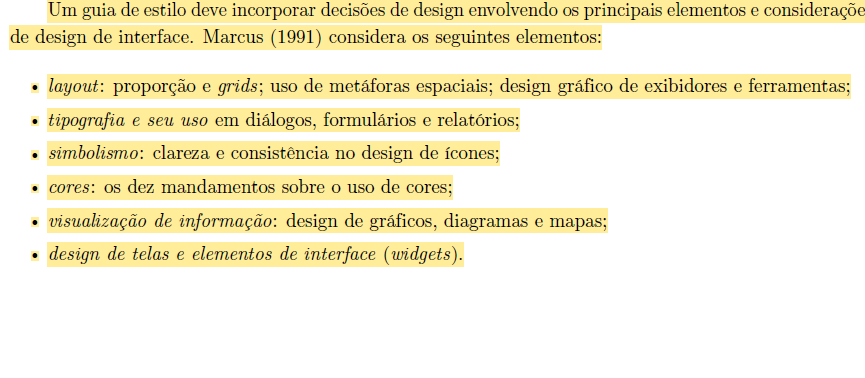 Um guia de estilo deve incorporar decisões de design envolvendo os principais elementos e consideraçõe
de design de interface. Marcus (1991) considera os seguintes elementos:
• layout: proporção e grids; uso de metáforas espaciais; design gráfico de exibidores e ferramentas;
• tipografia e seu uso em diálogos, formulários e relatórios;
• simbolismo: clareza e consistência no design de ícones;
• cores: os dez mandamentos sobre o uso de cores;
• visualização de informação: design de gráficos, diagramas e mapas;
• design de telas e elementos de interface (widgets).